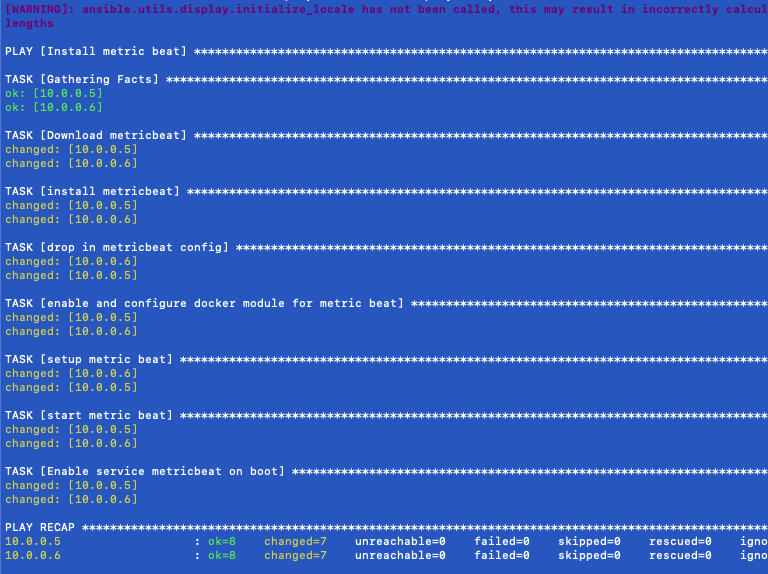 [WARNING]: ansible.utils.display.initialize_locale has not been called, this may result in incorrectly calcul
lengths
PLAY [Install metric beat] **********************************************************************************
TASK [Gathering Facts] **************************************************************************************
ok: [10.0.0.5]
ok: [10.0.0.6]
TASK [Download metricbeat] **********************************************************************************
changed: [10.0.0.5]
changed: [10.0.0.6]
TASK [install metricbeat] ***********************************************************************************
changed: [10.0.0.5]
changed: [10.0.0.6]
TASK [drop in metricbeat config] ****************************************************************************
changed: [10.0.0.6]
changed: [10.0.0.5]
TASK [enable and configure docker module for metric beat] ***************************************************
changed: [10.0.0.5]
changed: [10.0.0.6]
TASK [setup metric beat] ************************************************************************************
changed: [10.0.0.6]
changed: [10.0.0.5]
TASK [start metric beat] ************************************************************************************
changed: [10.0.0.5]
changed: [10.0.0.6]
TASK [Enable service metricbeat on boot] ********************************************************************
changed: [10.0.0.5]
changed: [10.0.0.6]
PLAY RECAP **************************************************************************************************
10.0.0.5                   : ok=8    changed=7    unreachable=0    failed=0    skipped=0    rescued=0    igno
10.0.0.6                   : ok=8    changed=7    unreachable=0    failed=0    skipped=0    rescued=0    igno